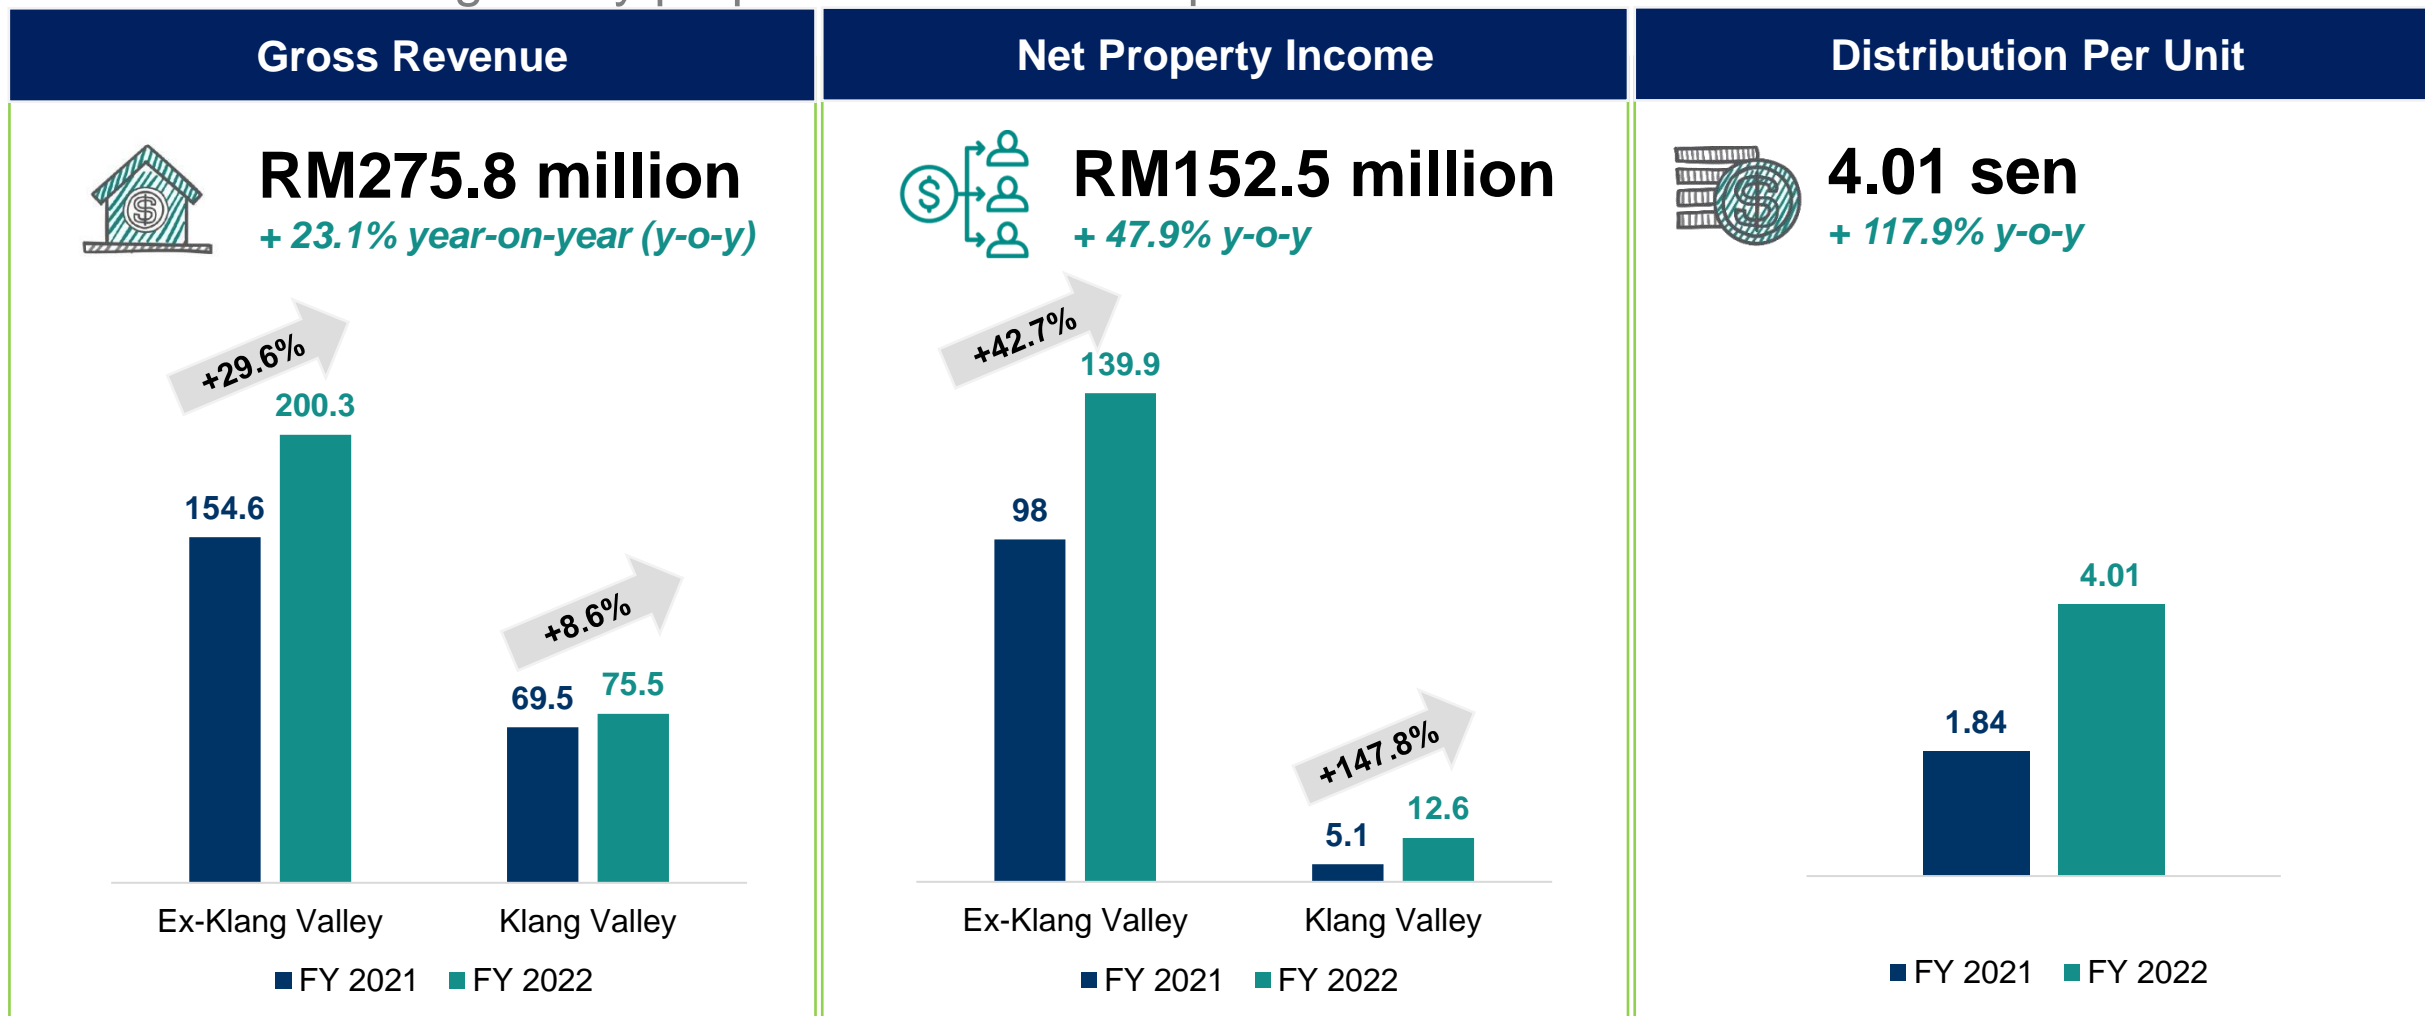 Gross Revenue
RM275.8 million
+ 23.1% year-on-year (y-o-y)
+29.6%
200.3
154.6
+8.6%
69.5
75.5
Ex-Klang Valley
Klang Valley
FY 2021
FY 2022
Net Property Income
RM152.5 million
+ 47.9% y-o-y
+42.7%
139.9
98
+147.8%
5.1
12.6
Ex-Klang Valley
Klang Valley
FY 2021
FY 2022
Distribution Per Unit
4.01 sen
+ 117.9% y-o-y
4.01
1.84
FY 2021
FY 2022